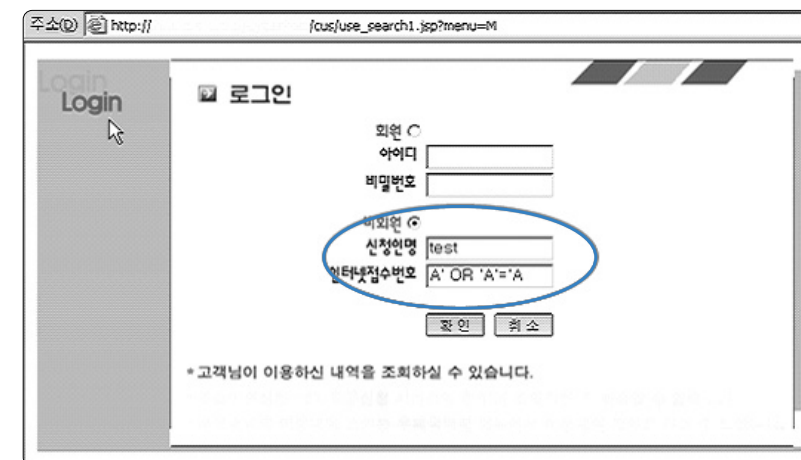 주소(D) http:// /cus/use_search1.jsp?menu=M
Login
Login
로그인
회원
아이디
비밀번호
비회원
신청인명 test
인터넷접수번호 A' OR 'A'='A
확인 취소
*고객님이 이용하신 내역을 조회하실 수 있습니다.